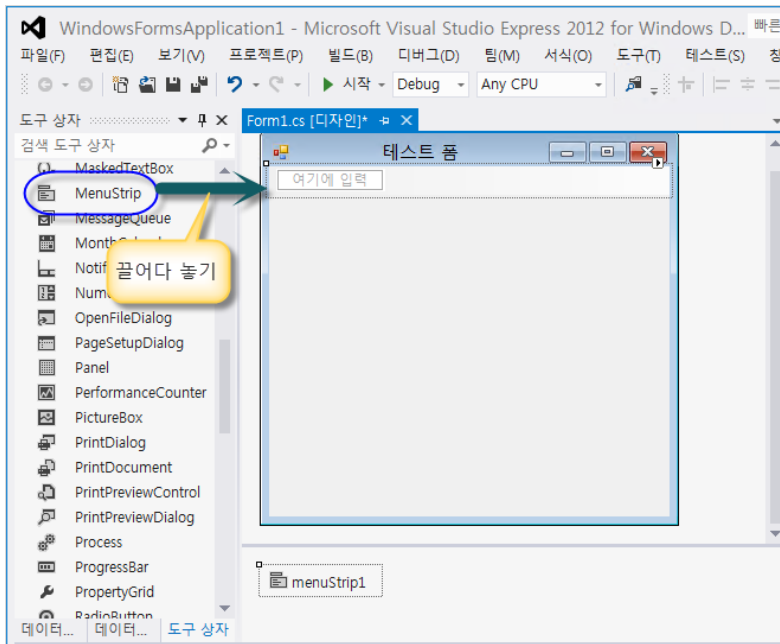 WindowsFormsApplication1 - Microsoft Visual Studio Express 2012 for Windows D... 빠른
파일(F) 편집(E) 보기(V) 프로젝트(P) 빌드(B) 디버그(D) 팀(M) 서식(O) 도구(T) 테스트(S) 창
시작 Debug Any CPU
도구 상자
Form1.cs [디자인]*
검색 도구 상자
테스트 폼
MaskedTextBox
여기에 입력
MenuStrip
MessageQueue
끌어다 놓기
OpenFileDialog
PageSetupDialog
Panel
PerformanceCounter
PictureBox
PrintDialog
PrintDocument
PrintPreviewControl
PrintPreviewDialog
Process
ProgressBar
menuStrip1
PropertyGrid
RadioButton
데이터... 데이터... 도구 상자